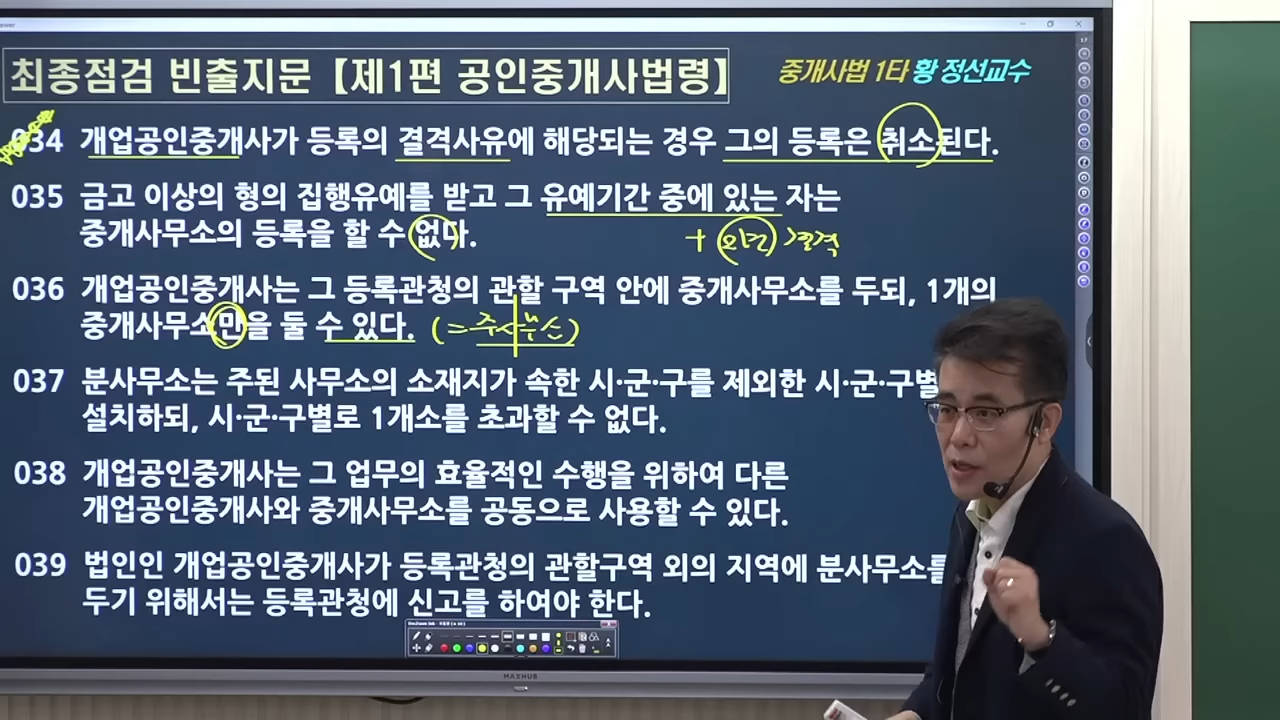 최종점검 빈출지문 【제1편 공인중개사법령】
중개사법 1타 황 정선교수
034 개업공인중개사가 등록의 결격사유에 해당되는 경우 그의 등록은 취소된다.
035 금고 이상의 형의 집행유예를 받고 그 유예기간 중에 있는 자는
중개사무소의 등록을 할 수 없다.
+ 2년 결격
036 개업공인중개사는 그 등록관청의 관할 구역 안에 중개사무소를 두되, 1개의
중개사무소만을 둘 수 있다.
037 분사무소는 주된 사무소의 소재지가 속한 시·군·구를 제외한 시·군·구별
설치하되, 시·군·구별로 1개소를 초과할 수 없다.
038 개업공인중개사는 그 업무의 효율적인 수행을 위하여 다른
개업공인중개사와 중개사무소를 공동으로 사용할 수 있다.
039 법인인 개업공인중개사가 등록관청의 관할구역 외의 지역에 분사무소를
두기 위해서는 등록관청에 신고를 하여야 한다.
MAXHUB